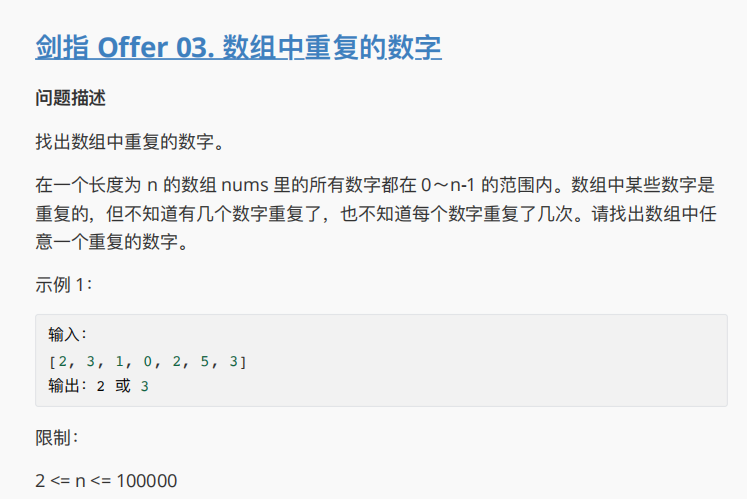 剑指 Offer 03. 数组中重复的数字
问题描述
找出数组中重复的数字。
在一个长度为 n 的数组 nums 里的所有数字都在 0～n-1 的范围内。数组中某些数字是
重复的，但不知道有几个数字重复了，也不知道每个数字重复了几次。请找出数组中任
意一个重复的数字。
示例 1：
输入：
[2, 3, 1, 0, 2, 5, 3]
输出：2 或 3
限制：
2 <= n <= 100000